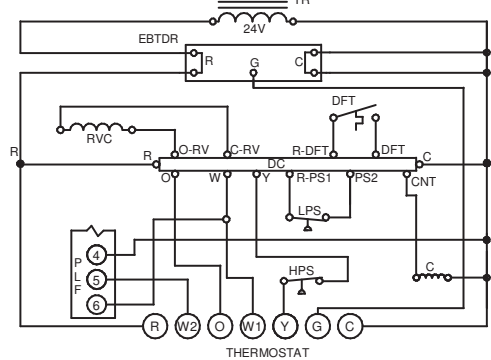 TR
24V
EBTDR
R
G
C
DFT
RVC
O-RV
C-RV
R-DFT
DFT
R
R
DC
C
O
W
Y
R-PS1
PS2
CNT
LPS
P
L
F
4
5
6
HPS
C
R
W2
O
W1
Y
G
C
THERMOSTAT